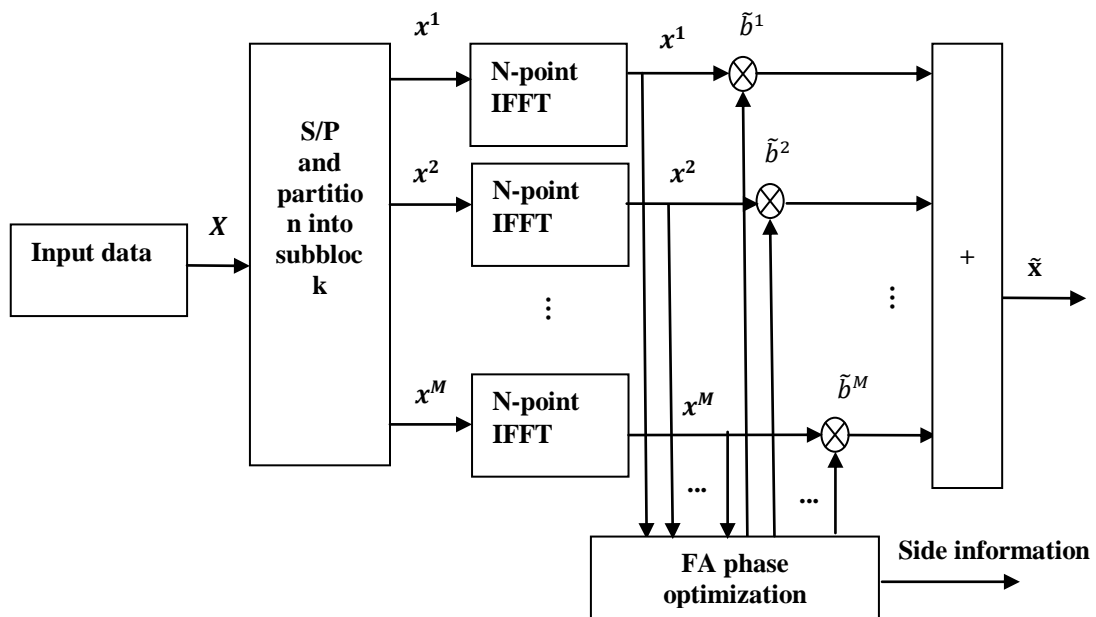 Input data
X
S/P
and
partitio
n into
subbloc
k
x¹
x²
x^M
N-point
IFFT
N-point
IFFT
⋮
N-point
IFFT
x¹
x²
x^M
b̃¹
b̃²
b̃^M
...
...
⋮
+
x̃
FA phase
optimization
Side information